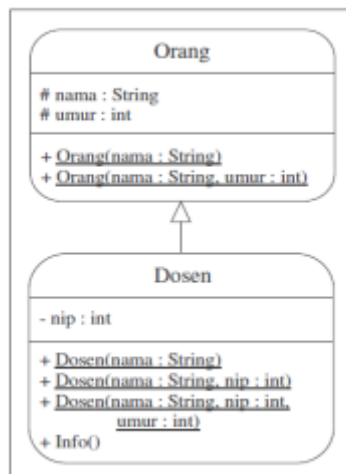 Orang
# nama : String
# umur : int
+ Orang(nama : String)
+ Orang(nama : String, umur : int)
Dosen
- nip : int
+ Dosen(nama : String)
+ Dosen(nama : String, nip : int)
+ Dosen(nama : String, nip : int,
umur : int)
+ Info()